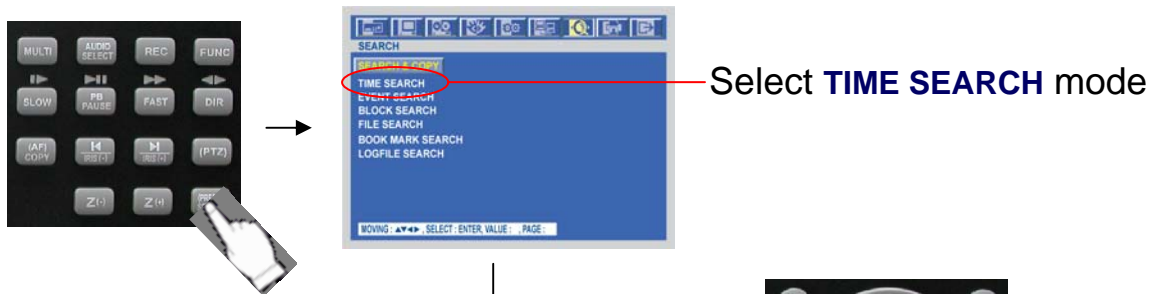 MULTI AUDIO SELECT REC FUNC
SLOW PB PAUSE FAST DIR
(AF) COPY IRIS(-) IRIS(+) (PTZ)
Z(-) Z(+)
SEARCH
SEARCH & COPY
TIME SEARCH
EVENT SEARCH
BLOCK SEARCH
FILE SEARCH
BOOK MARK SEARCH
LOGFILE SEARCH
MOVING : ▲▼◄►, SELECT : ENTER, VALUE : , PAGE :
Select TIME SEARCH mode